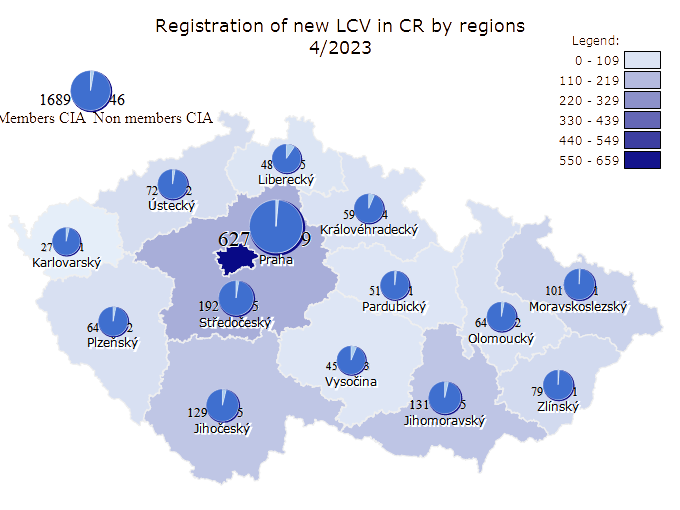 Registration of new LCV in CR by regions
4/2023
Legend:
0 - 109
110 - 219
220 - 329
330 - 439
440 - 549
550 - 659
1689 46
Members CIA Non members CIA
48 5
Liberecký
72 2
Ústecký
59 4
Královéhradecký
627 9
Praha
27 1
Karlovarský
51 1
Pardubický
101 1
Moravskoslezský
192 5
Středočeský
64 2
Plzeňský
64 2
Olomoucký
45 3
Vysočina
79 1
Zlínský
129 5
Jihočeský
131 5
Jihomoravský